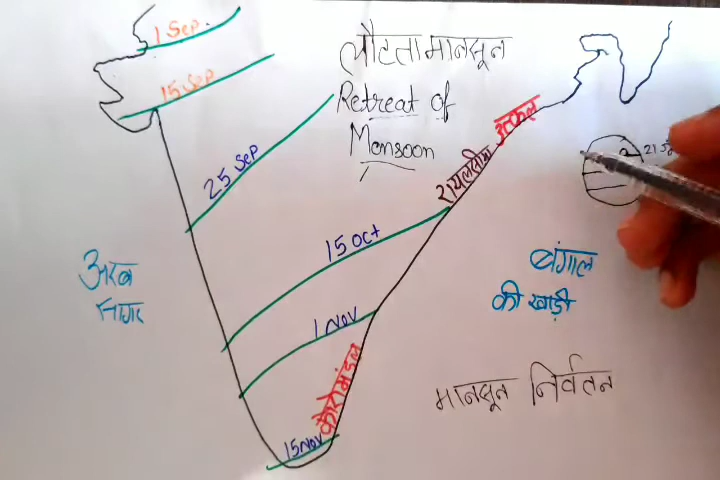 1 Sep.
15 Sep
लौटता मानसून
Retreat of
Monsoon
25 Sep
उत्कल
रायलसीमा
21 जू
15 Oct
अरब
सागर
बंगाल
की खाड़ी
1 Nov
कोरोमंडल
मानसून निर्वतन
15 Nov